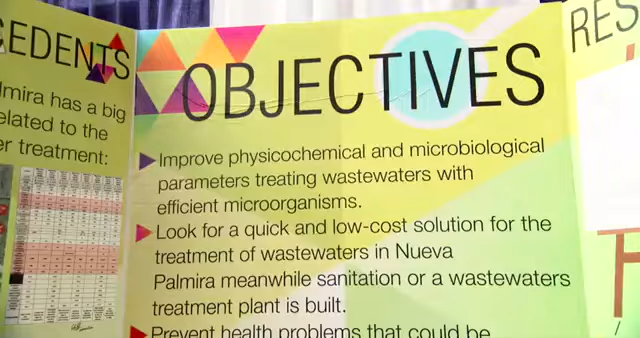 CEDENTS
lmira has a big
elated to the
er treatment:
OBJECTIVES
Improve physicochemical and microbiological
parameters treating wastewaters with
efficient microorganisms.
Look for a quick and low-cost solution for the
treatment of wastewaters in Nueva
Palmira meanwhile sanitation or a wastewaters
treatment plant is built.
Prevent health problems that could be
RES